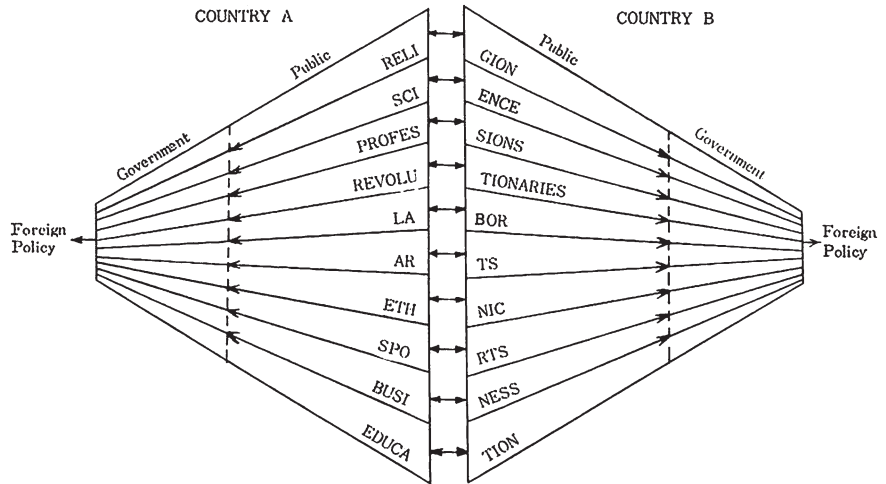 COUNTRY A
COUNTRY B
Public
Public
Government
Government
RELI GION
SCI ENCE
PROFES SIONS
REVOLU TIONARIES
LA BOR
AR TS
ETH NIC
SPO RTS
BUSI NESS
EDUCA TION
Foreign
Policy
Foreign
Policy